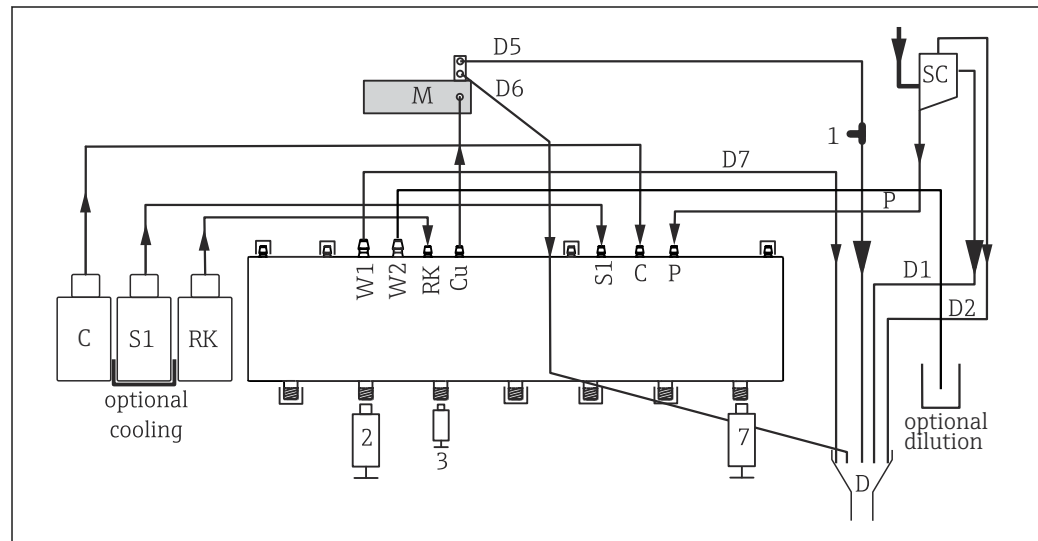 D5
SC
D6
M
1
D7
P
W1
W2
RK
Cu
S1
C
P
D1
D2
C
S1
RK
optional
cooling
optional
dilution
2
3
7
D